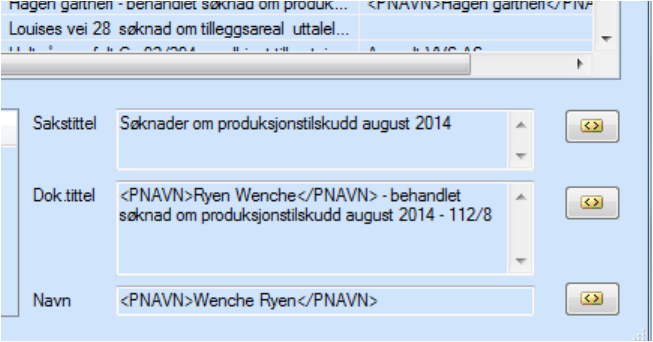 Hagen gartneri - behandlet søknad om produk... <PNAVN>Hagen gartneri</PNA
Louises vei 28 søknad om tilleggsareal uttalel...
Sakstittel Søknader om produksjonstilskudd august 2014
Dok.tittel <PNAVN>Ryen Wenche</PNAVN> - behandlet
søknad om produksjonstilskudd august 2014 - 112/8
Navn <PNAVN>Wenche Ryen</PNAVN>